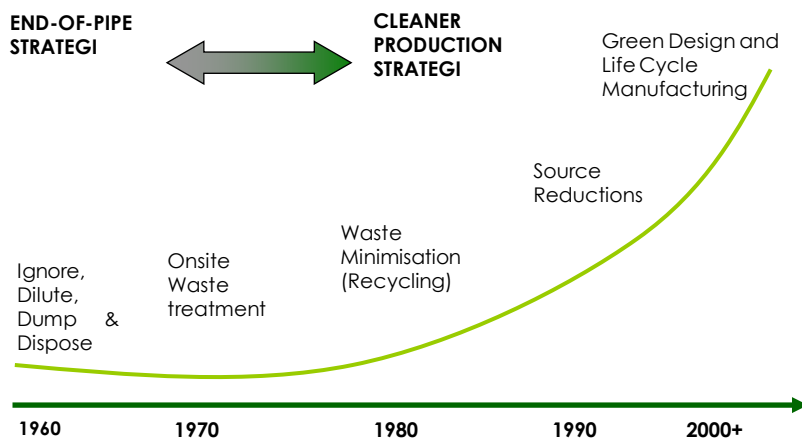 END-OF-PIPE
STRATEGI
CLEANER
PRODUCTION
STRATEGI
Green Design and
Life Cycle
Manufacturing
Source
Reductions
Waste
Minimisation
(Recycling)
Onsite
Waste
treatment
Ignore,
Dilute,
Dump &
Dispose
1960
1970
1980
1990
2000+